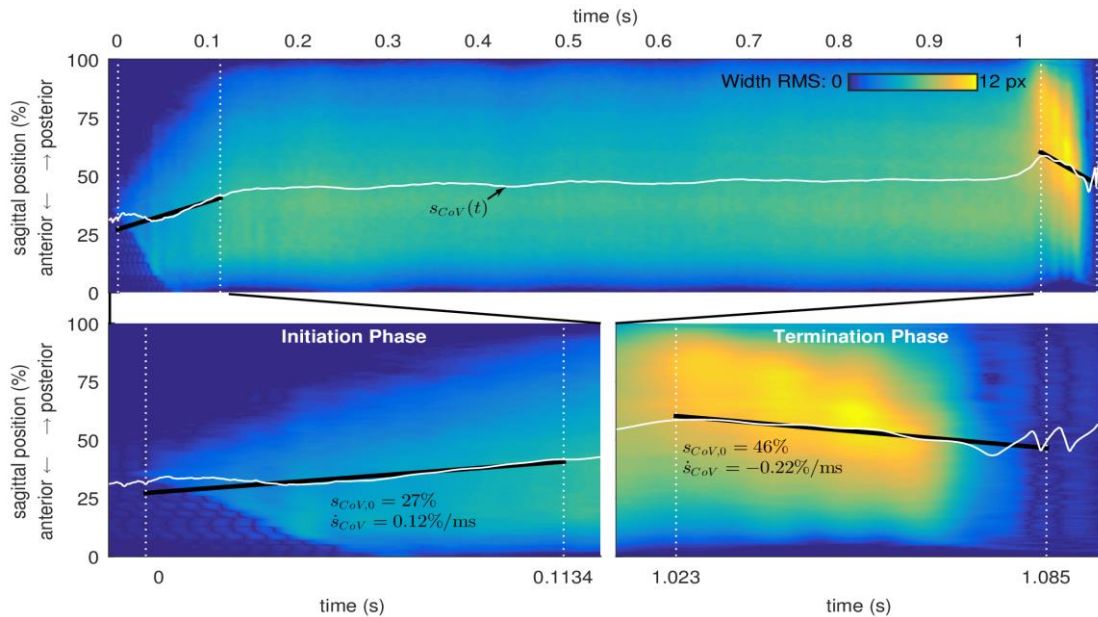 time (s)
0 0.1 0.2 0.3 0.4 0.5 0.6 0.7 0.8 0.9 1
100
75
50
25
0
sagittal position (%)
anterior ← → posterior
Width RMS: 0 12 px
s_CoV(t)
Initiation Phase
Termination Phase
100
75
50
25
0
sagittal position (%)
anterior ← → posterior
s_CoV,0 = 27%
ṡ_CoV = 0.12%/ms
s_CoV,0 = 46%
ṡ_CoV = −0.22%/ms
0 0.1134 1.023 1.085
time (s) time (s)